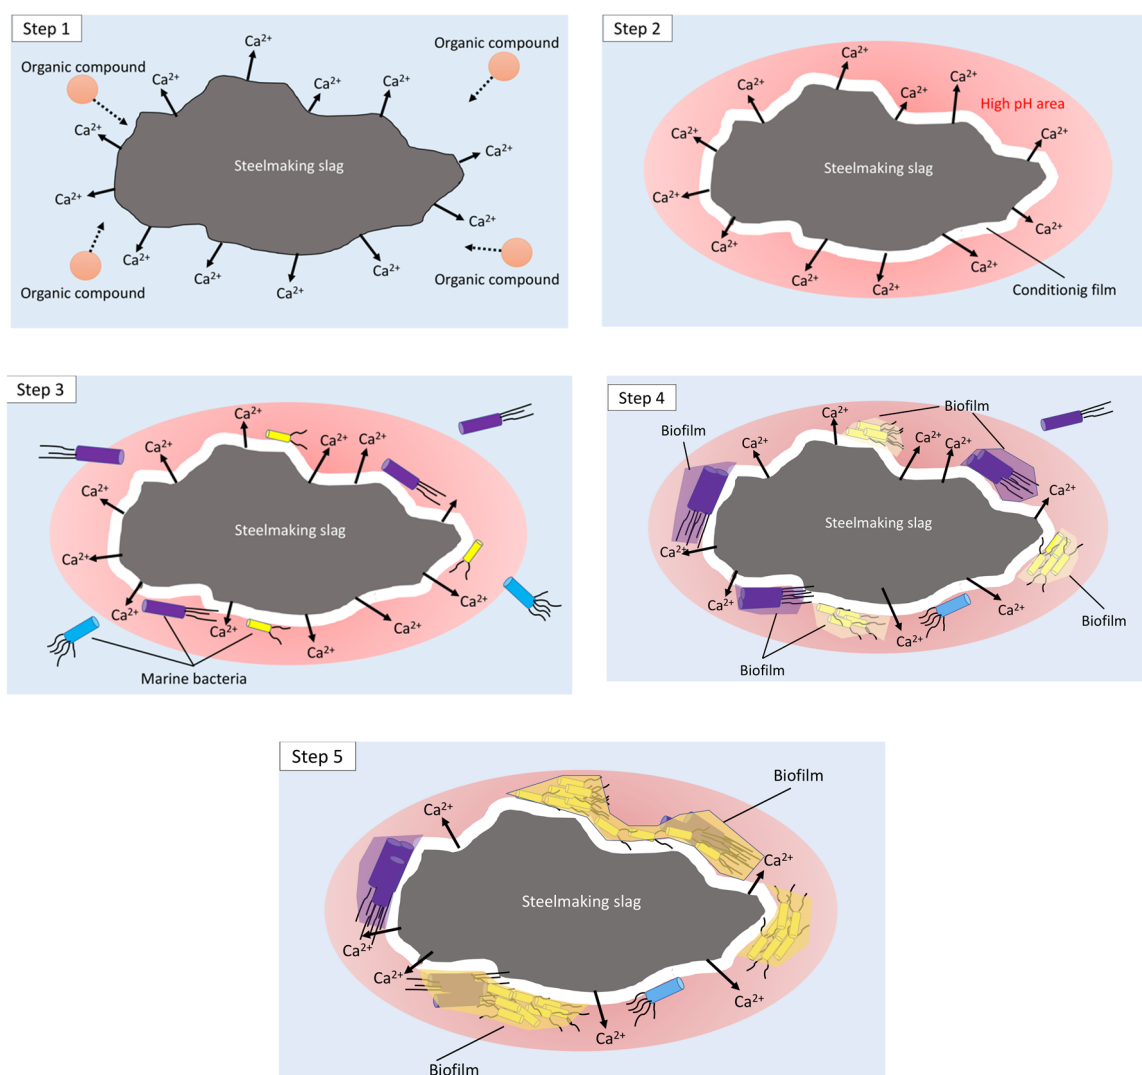 Step 1
Ca2+
Organic compound
Organic compound
Ca2+
Ca2+
Ca2+
Ca2+
Ca2+
Steelmaking slag
Ca2+
Ca2+
Ca2+
Ca2+
Ca2+
Organic compound
Ca2+
Organic compound
Ca2+
Step 2
Ca2+
Ca2+
Ca2+
Ca2+
High pH area
Ca2+
Ca2+
Steelmaking slag
Ca2+
Ca2+
Ca2+
Ca2+
Ca2+
Ca2+
Conditionig film
Step 3
Ca2+
Ca2+
Ca2+
Ca2+
Ca2+
Steelmaking slag
Ca2+
Ca2+
Ca2+
Ca2+
Ca2+
Ca2+
Marine bacteria
Step 4
Biofilm
Biofilm
Ca2+
Ca2+
Ca2+
Ca2+
Ca2+
Steelmaking slag
Ca2+
Ca2+
Ca2+
Biofilm
Ca2+
Biofilm
Step 5
Biofilm
Ca2+
Ca2+
Steelmaking slag
Ca2+
Ca2+
Ca2+
Ca2+
Biofilm